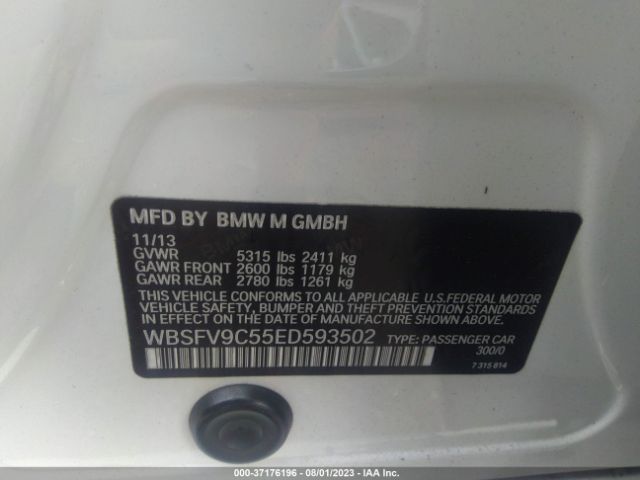 MFD BY BMW M GMBH
11/13
GVWR 5315 lbs 2411 kg
GAWR FRONT 2600 lbs 1179 kg
GAWR REAR 2780 lbs 1261 kg
THIS VEHICLE CONFORMS TO ALL APPLICABLE U.S.FEDERAL MOTOR
VEHICLE SAFETY, BUMPER, AND THEFT PREVENTION STANDARDS
IN EFFECT ON THE DATE OF MANUFACTURE SHOWN ABOVE.
WBSFV9C55ED593502 TYPE: PASSENGER CAR
300/0
7 315 814
000-37176196 - 08/01/2023 - IAA Inc.